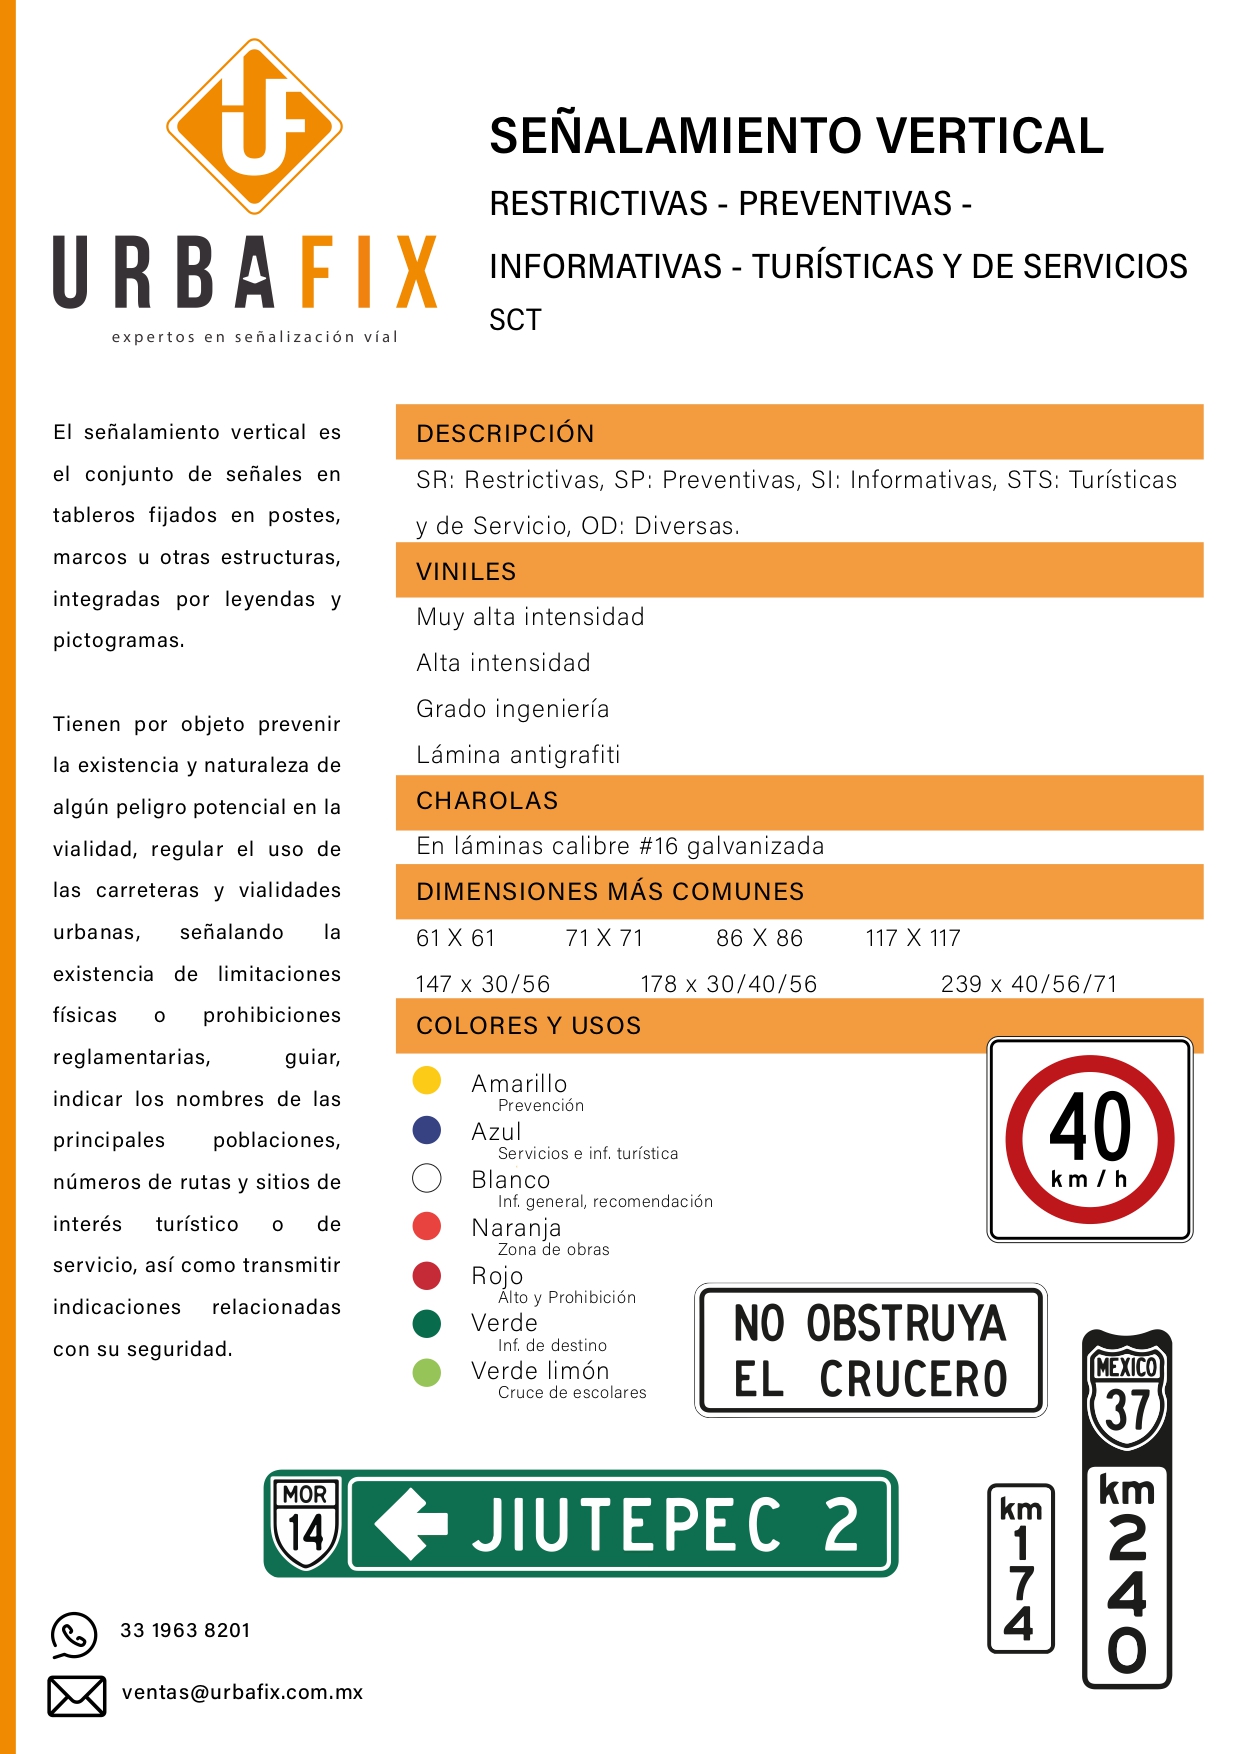 UF
URBAFIX
expertos en señalización víal
SEÑALAMIENTO VERTICAL
RESTRICTIVAS - PREVENTIVAS -
INFORMATIVAS - TURÍSTICAS Y DE SERVICIOS
SCT
El señalamiento vertical es
el conjunto de señales en
tableros fijados en postes,
marcos u otras estructuras,
integradas por leyendas y
pictogramas.
Tienen por objeto prevenir
la existencia y naturaleza de
algún peligro potencial en la
vialidad, regular el uso de
las carreteras y vialidades
urbanas, señalando la
existencia de limitaciones
físicas o prohibiciones
reglamentarias, guiar,
indicar los nombres de las
principales poblaciones,
números de rutas y sitios de
interés turístico o de
servicio, así como transmitir
indicaciones relacionadas
con su seguridad.
DESCRIPCIÓN
SR: Restrictivas, SP: Preventivas, SI: Informativas, STS: Turísticas
y de Servicio, OD: Diversas.
VINILES
Muy alta intensidad
Alta intensidad
Grado ingeniería
Lámina antigrafiti
CHAROLAS
En láminas calibre #16 galvanizada
DIMENSIONES MÁS COMUNES
61 X 61 71 X 71 86 X 86 117 X 117
147 x 30/56 178 x 30/40/56 239 x 40/56/71
COLORES Y USOS
Amarillo
Prevención
Azul
Servicios e inf. turística
Blanco
Inf. general, recomendación
Naranja
Zona de obras
Rojo
Alto y Prohibición
Verde
Inf. de destino
Verde limón
Cruce de escolares
40
km/h
NO OBSTRUYA
EL CRUCERO
MEXICO
37
km
2
4
0
km
1
7
4
MOR
14
JIUTEPEC 2
33 1963 8201
ventas@urbafix.com.mx